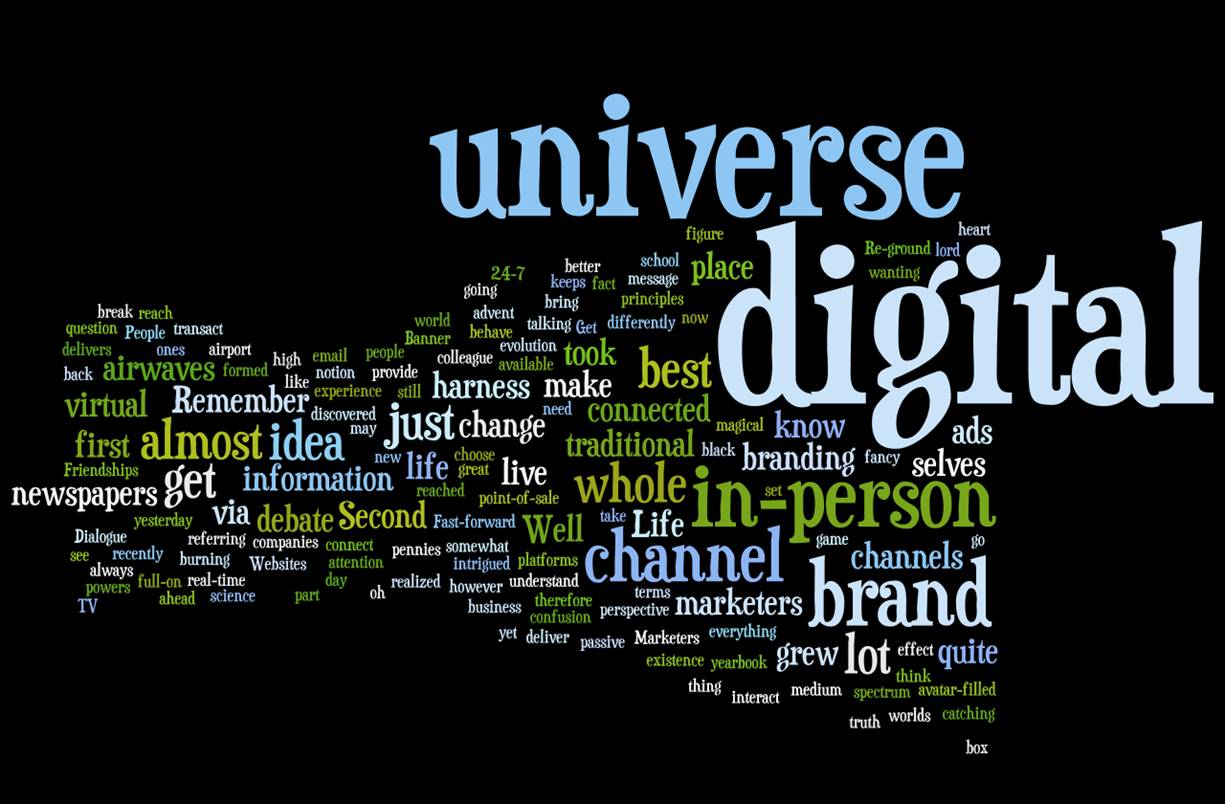 universe
digital
figure
heart
Re-ground
lord
wanting
place
school
better
24-7
keeps
fact
message
going
bring
principles
break
reach
advent
question
People
transact
world
behave
talking
Get
differently
now
Banner
delivers
ones
airport
evolution
took
best
back
airwaves
formed
high
email
notion
people
provide
colleague
available
like
experience
still
harness
make
virtual
Remember
discovered
may
just
change
need
connected
magical
know
ads
first
almost
idea
new
life
choose
great
live
traditional
black
branding
fancy
selves
Friendships
get
information
reached
point-of-sale
whole
in-person
set
newspapers
yesterday
via
debate
Second
Fast-forward
Well
take
Life
game
go
Dialogue
referring
companies
connect
pennies
somewhat
channel
channels
see
recently
burning
Websites
attention
intrigued
platforms
always
powers
full-on
real-time
day
realized
however
understand
brand
TV
ahead
science
part
oh
business
therefore
terms
perspective
marketers
confusion
yet
deliver
passive
Marketers
everything
grew
lot
effect
quite
existence
yearbook
think
thing
interact
medium
spectrum
avatar-filled
truth
worlds
catching
box